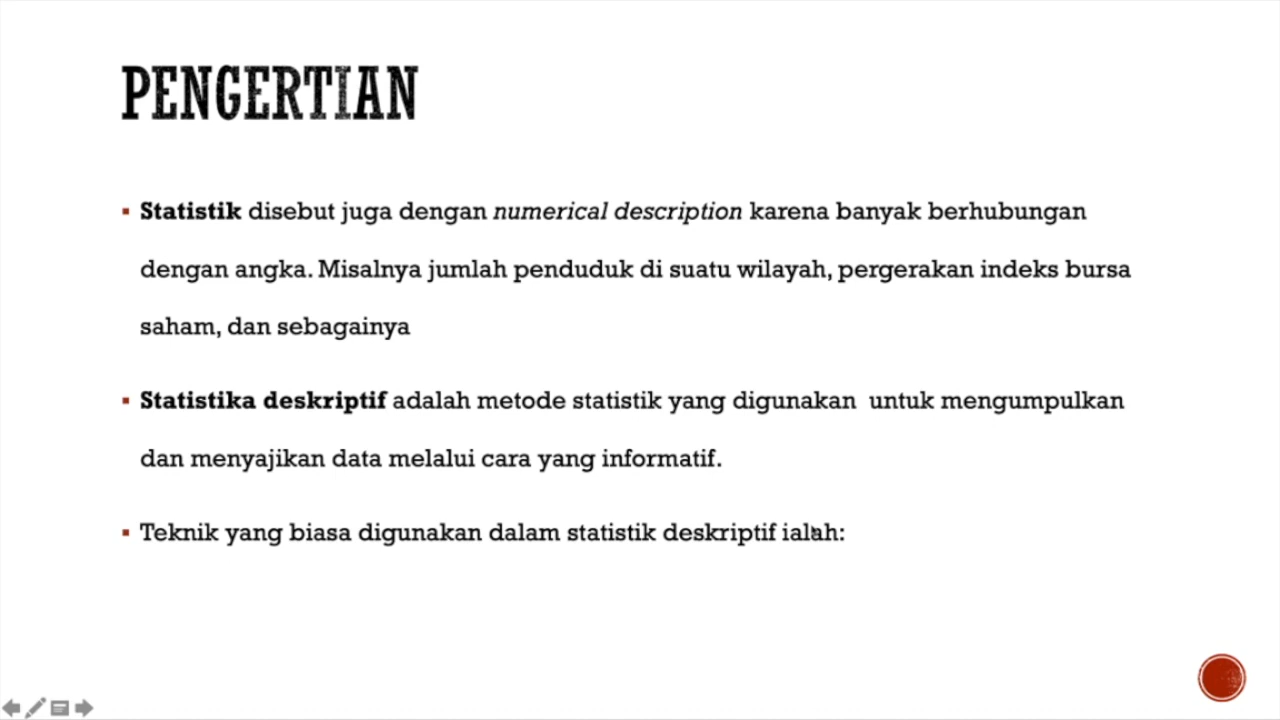 PENGERTIAN
Statistik disebut juga dengan numerical description karena banyak berhubungan
dengan angka. Misalnya jumlah penduduk di suatu wilayah, pergerakan indeks bursa
saham, dan sebagainya
Statistika deskriptif adalah metode statistik yang digunakan untuk mengumpulkan
dan menyajikan data melalui cara yang informatif.
Teknik yang biasa digunakan dalam statistik deskriptif ialah: